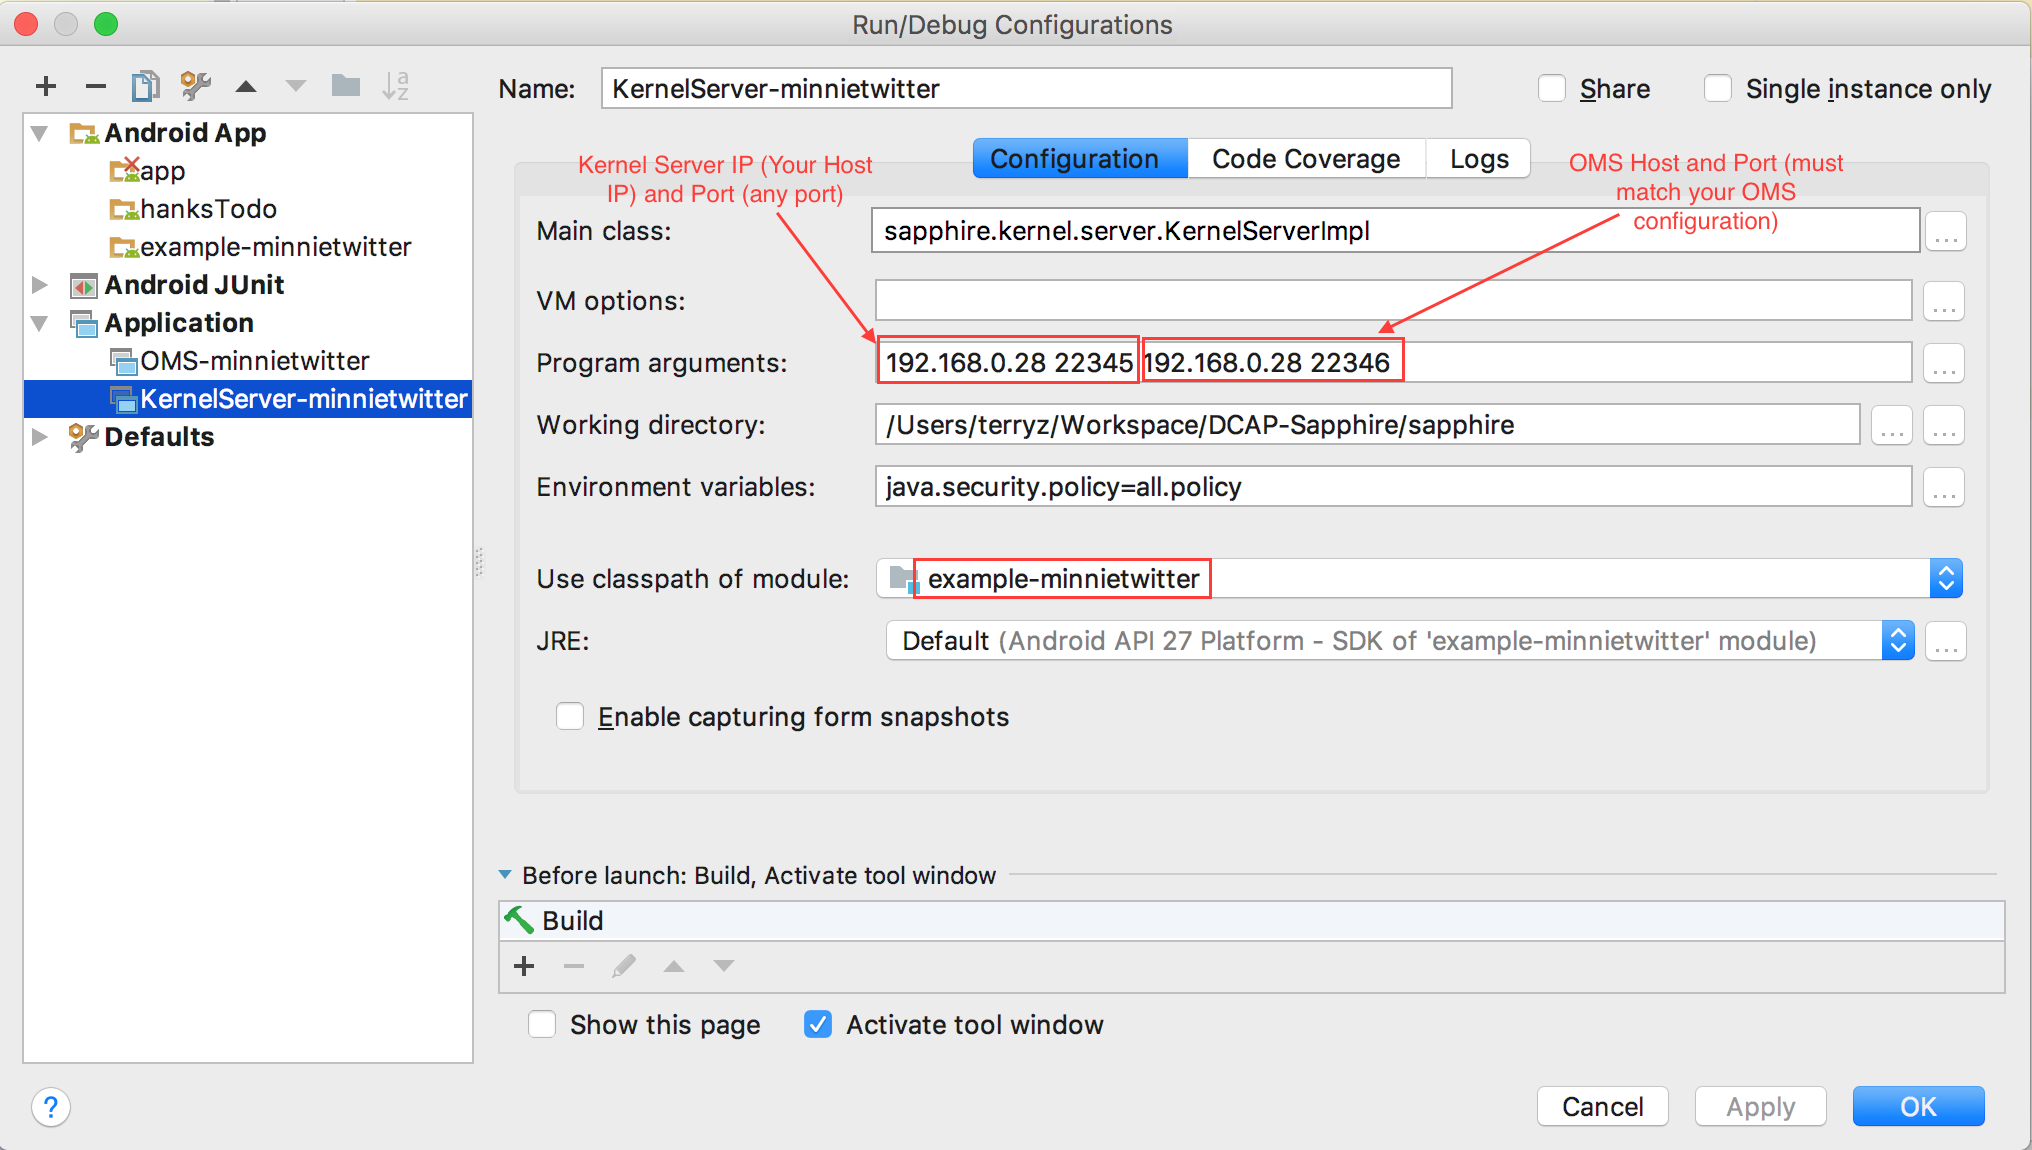 Run/Debug Configurations
Name: KernelServer-minnietwitter
Share
Single instance only
Android App
app
hanksTodo
example-minnietwitter
Android JUnit
Application
OMS-minnietwitter
KernelServer-minnietwitter
Defaults
Configuration
Code Coverage
Logs
Kernel Server IP (Your Host
IP) and Port (any port)
OMS Host and Port (must
match your OMS
configuration)
Main class: sapphire.kernel.server.KernelServerImpl ...
VM options: ...
Program arguments: 192.168.0.28 22345 192.168.0.28 22346 ...
Working directory: /Users/terryz/Workspace/DCAP-Sapphire/sapphire ... ...
Environment variables: java.security.policy=all.policy ...
Use classpath of module: example-minnietwitter
JRE: Default (Android API 27 Platform - SDK of 'example-minnietwitter' module) ...
Enable capturing form snapshots
Before launch: Build, Activate tool window
Build
Show this page
Activate tool window
?
Cancel
Apply
OK